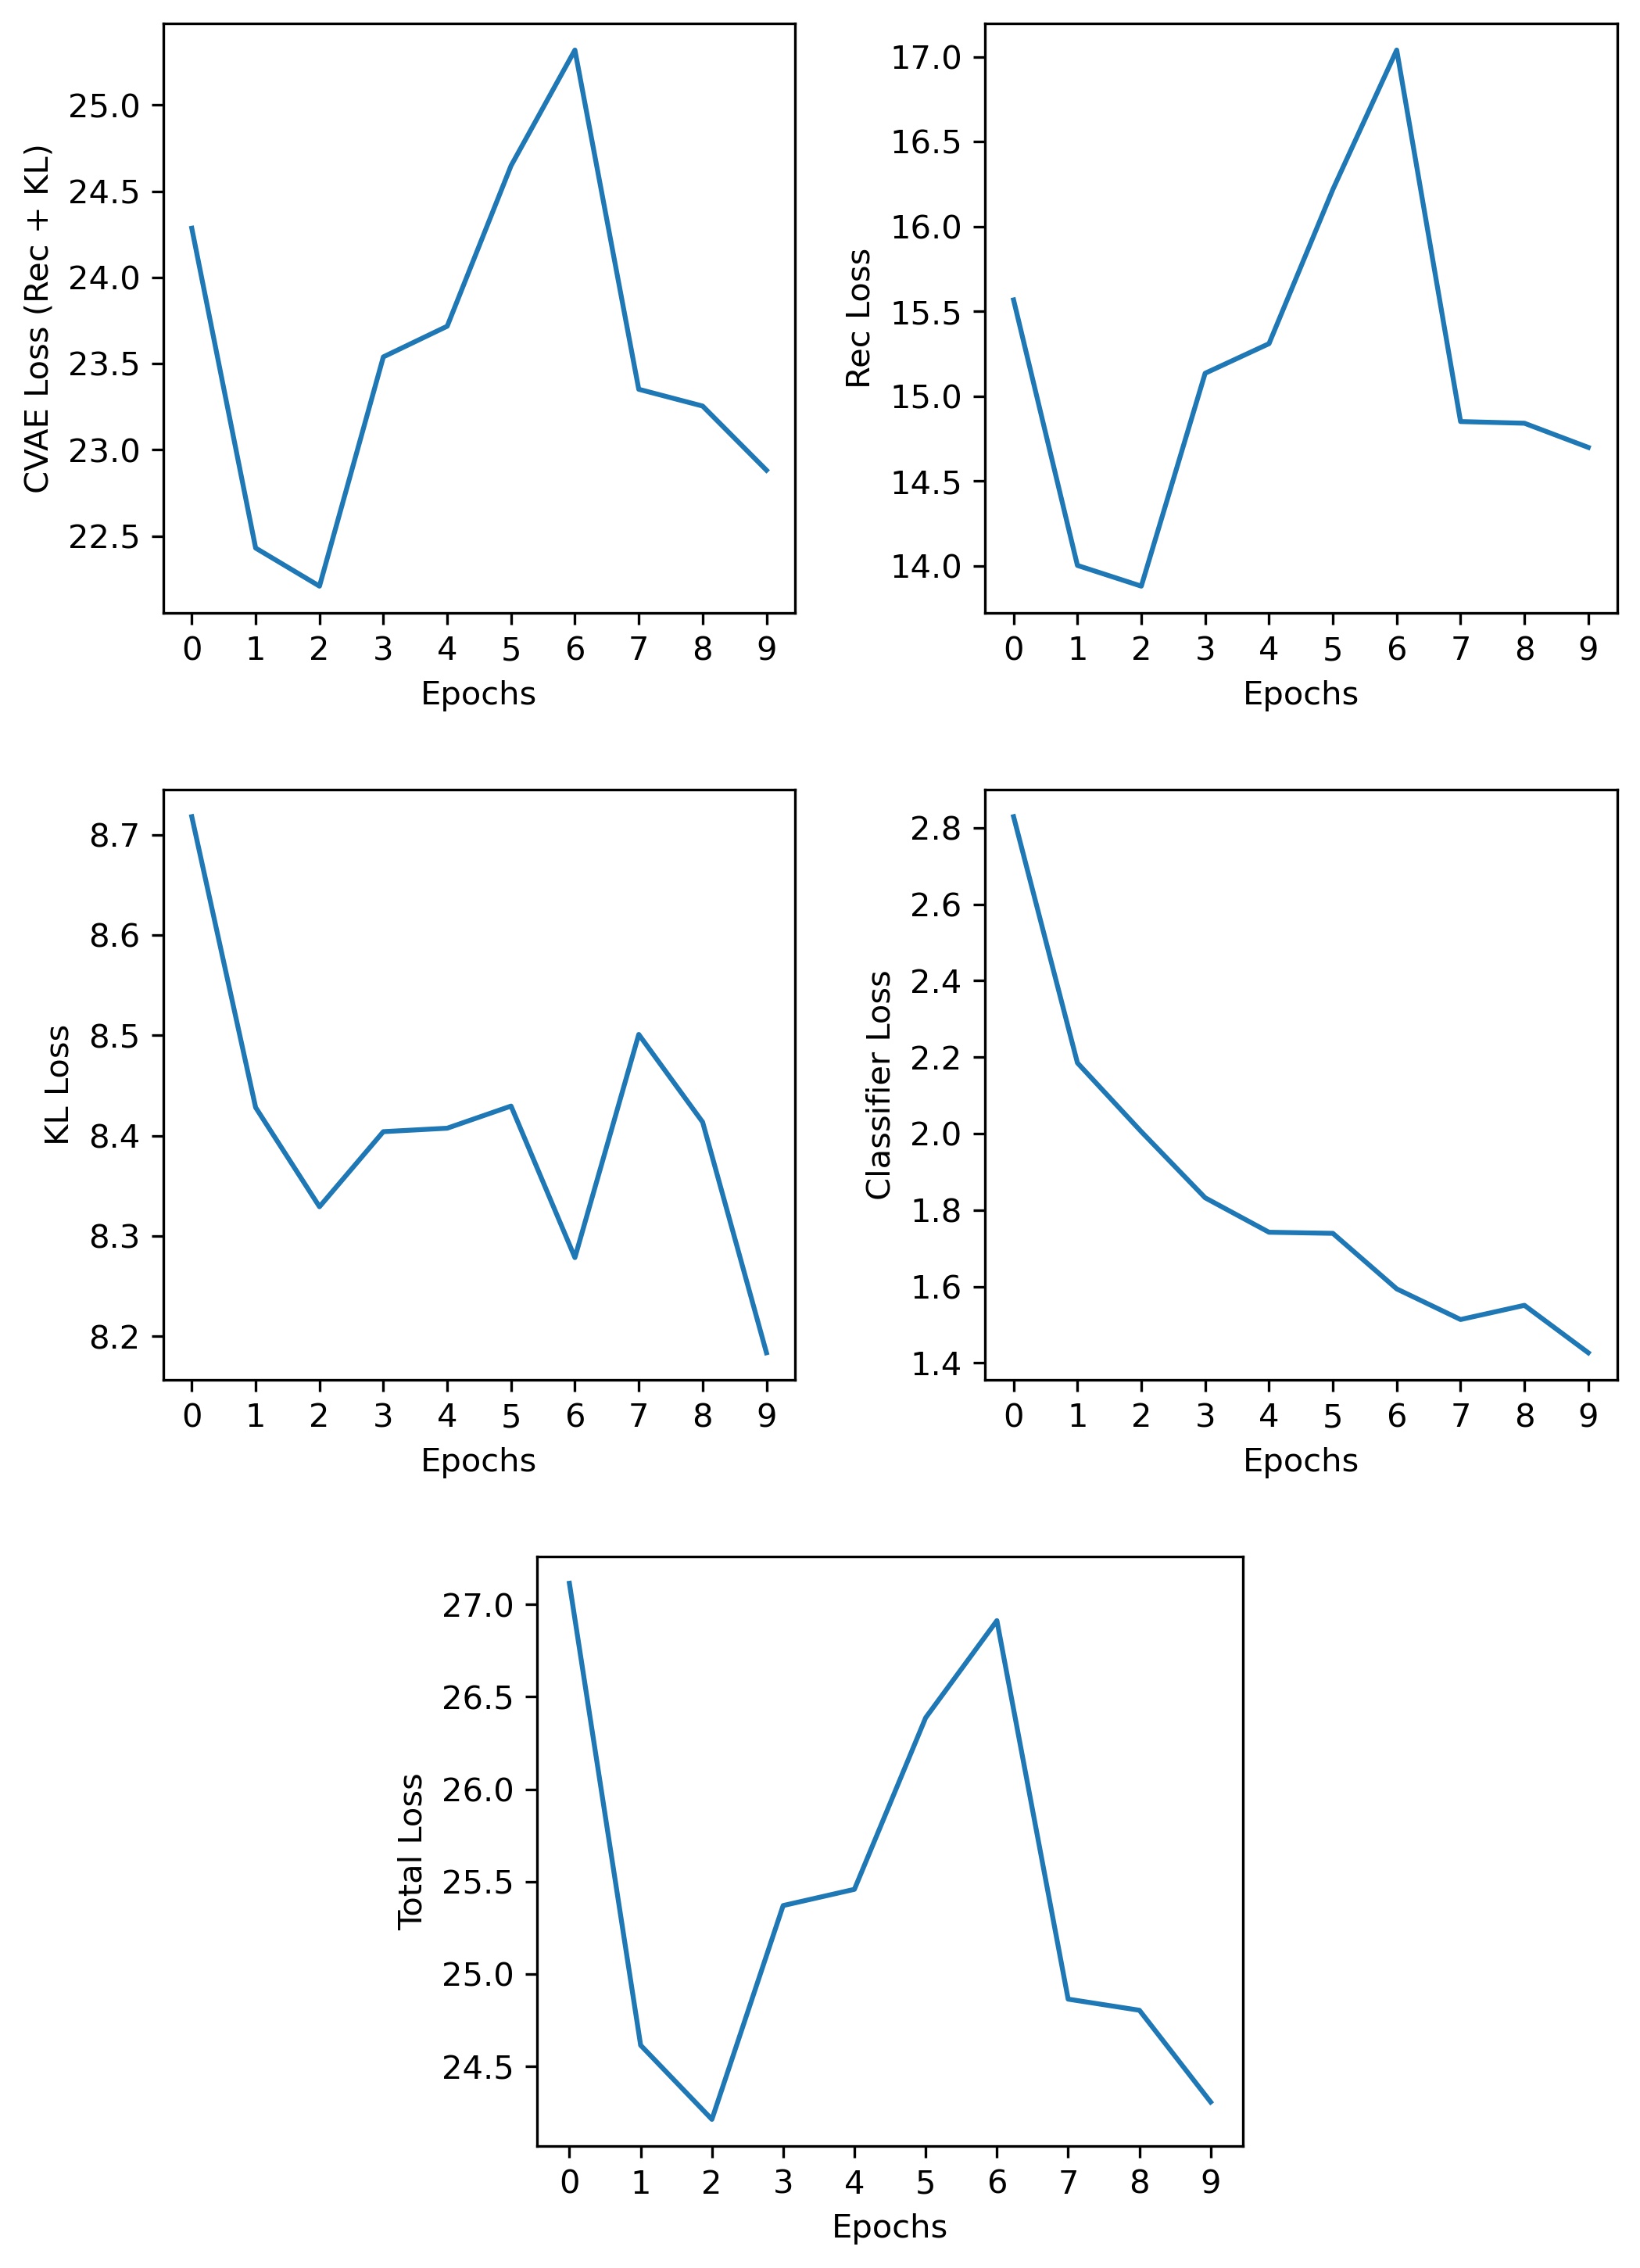 25.0
24.5
24.0
23.5
23.0
22.5
CVAE Loss (Rec + KL)
0 1 2 3 4 5 6 7 8 9
Epochs
17.0
16.5
16.0
15.5
15.0
14.5
14.0
Rec Loss
0 1 2 3 4 5 6 7 8 9
Epochs
8.7
8.6
8.5
8.4
8.3
8.2
KL Loss
0 1 2 3 4 5 6 7 8 9
Epochs
2.8
2.6
2.4
2.2
2.0
1.8
1.6
1.4
Classifier Loss
0 1 2 3 4 5 6 7 8 9
Epochs
27.0
26.5
26.0
25.5
25.0
24.5
Total Loss
0 1 2 3 4 5 6 7 8 9
Epochs